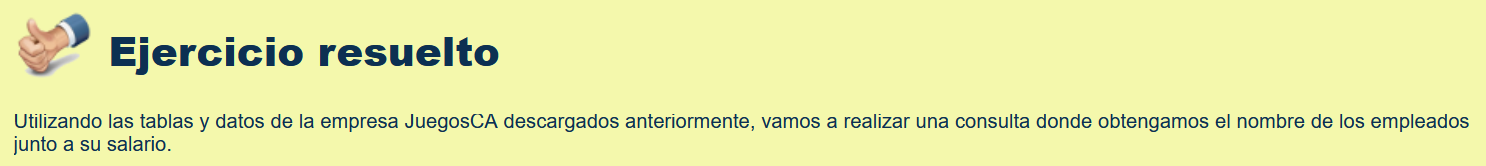 Ejercicio resuelto
Utilizando las tablas y datos de la empresa JuegosCA descargados anteriormente, vamos a realizar una consulta donde obtengamos el nombre de los empleados
junto a su salario.